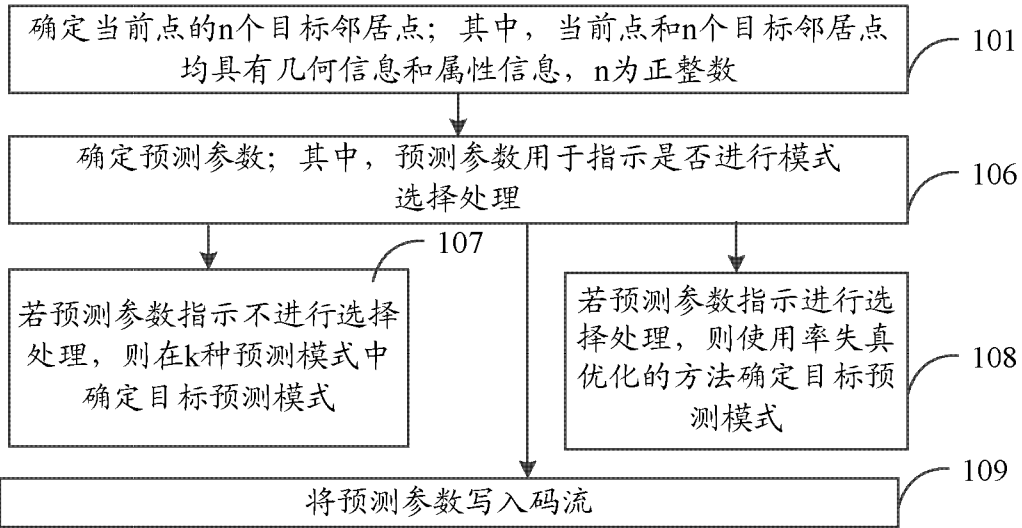 确定当前点的n个目标邻居点；其中，当前点和n个目标邻居点
均具有几何信息和属性信息，n为正整数
101
确定预测参数；其中，预测参数用于指示是否进行模式
选择处理
106
107
若预测参数指示不进行选择
处理，则在k种预测模式中
确定目标预测模式
若预测参数指示进行选
择处理，则使用率失真
优化的方法确定目标预
测模式
108
109
将预测参数写入码流